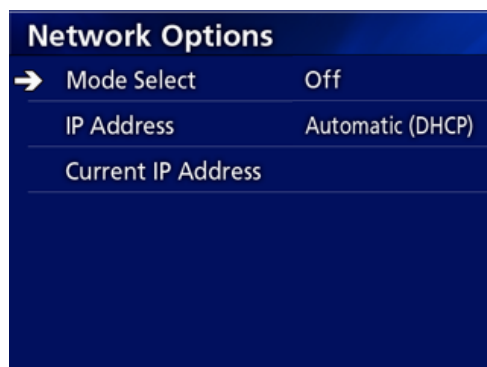 Network Options
Mode Select Off
IP Address Automatic (DHCP)
Current IP Address